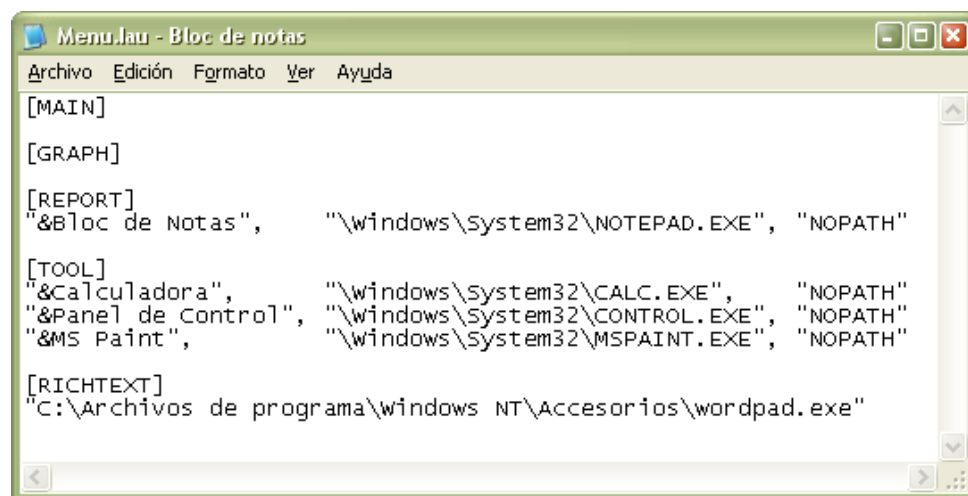 Menu.lau - Bloc de notas
Archivo Edición Formato Ver Ayuda
[MAIN]
[GRAPH]
[REPORT]
"&Bloc de Notas", "\Windows\System32\NOTEPAD.EXE", "NOPATH"
[TOOL]
"&Calculadora", "\Windows\System32\CALC.EXE", "NOPATH"
"&Panel de Control", "\Windows\System32\CONTROL.EXE", "NOPATH"
"&MS Paint", "\Windows\System32\MSPAINT.EXE", "NOPATH"
[RICHTEXT]
"C:\Archivos de programa\Windows NT\Accesorios\wordpad.exe"